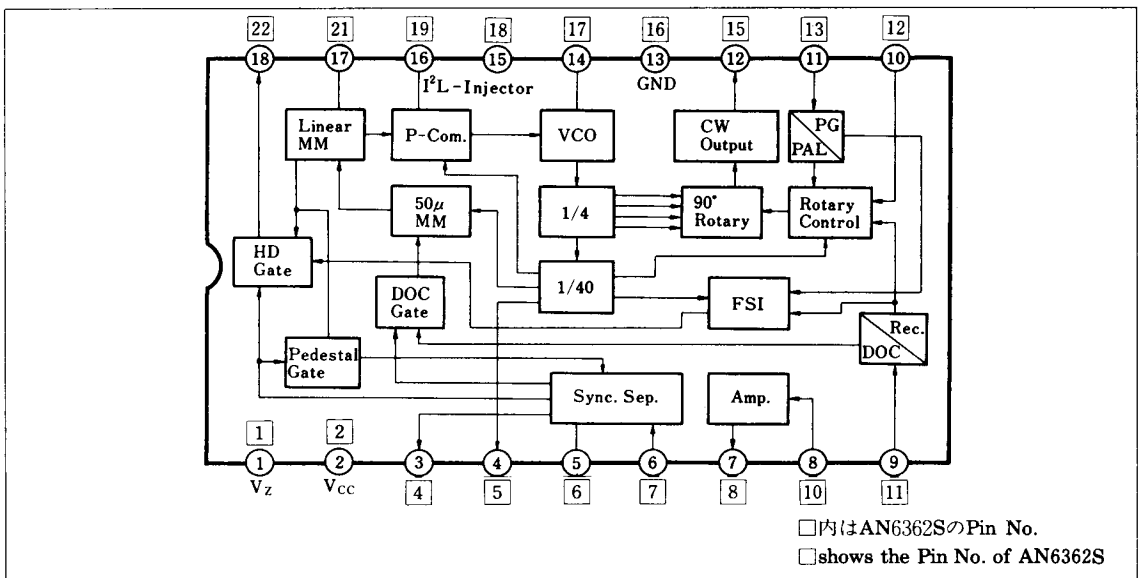 22 21 19 18 17 16 15 13 12
18 17 16 15 14 13 12 11 10
I²L-Injector GND
Linear MM
P-Com.
VCO
CW Output
PG PAL
50μ MM
1/4
90° Rotary
Rotary Control
HD Gate
DOC Gate
1/40
FSI
Rec. DOC
Pedestal Gate
Sync. Sep.
Amp.
1 2
1 2 3 4 5 6 7 8 9
VZ VCC 4 5 6 7 8 10 11
□内はAN6362SのPin No.
□shows the Pin No. of AN6362S